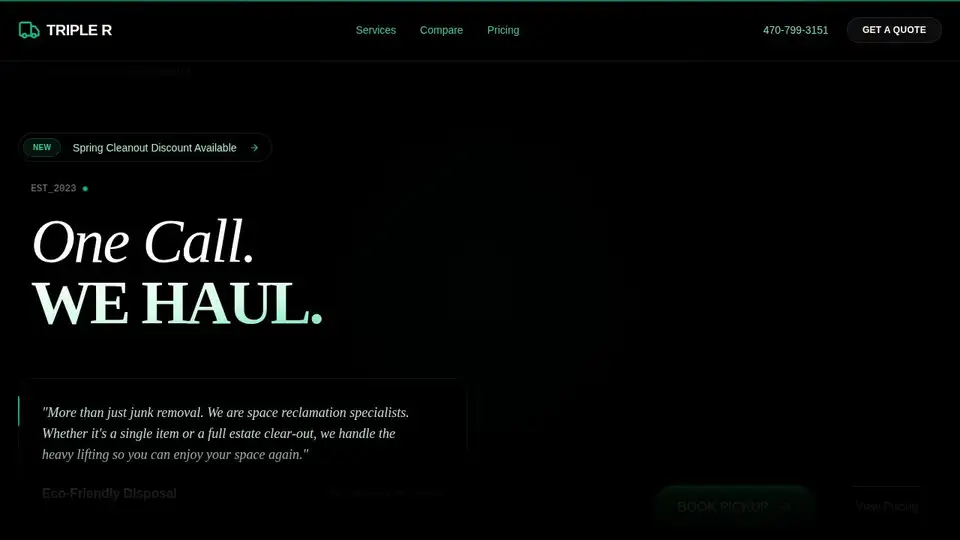 TRIPLE R
Services Compare Pricing
470-799-3151
GET A QUOTE
NEW Spring Cleanout Discount Available →
EST_2023
One Call.
WE HAUL.
"More than just junk removal. We are space reclamation specialists.
Whether it's a single item or a full estate clear-out, we handle the
heavy lifting so you can enjoy your space again."
Eco-Friendly Disposal
BOOK PICKUP →
View Pricing